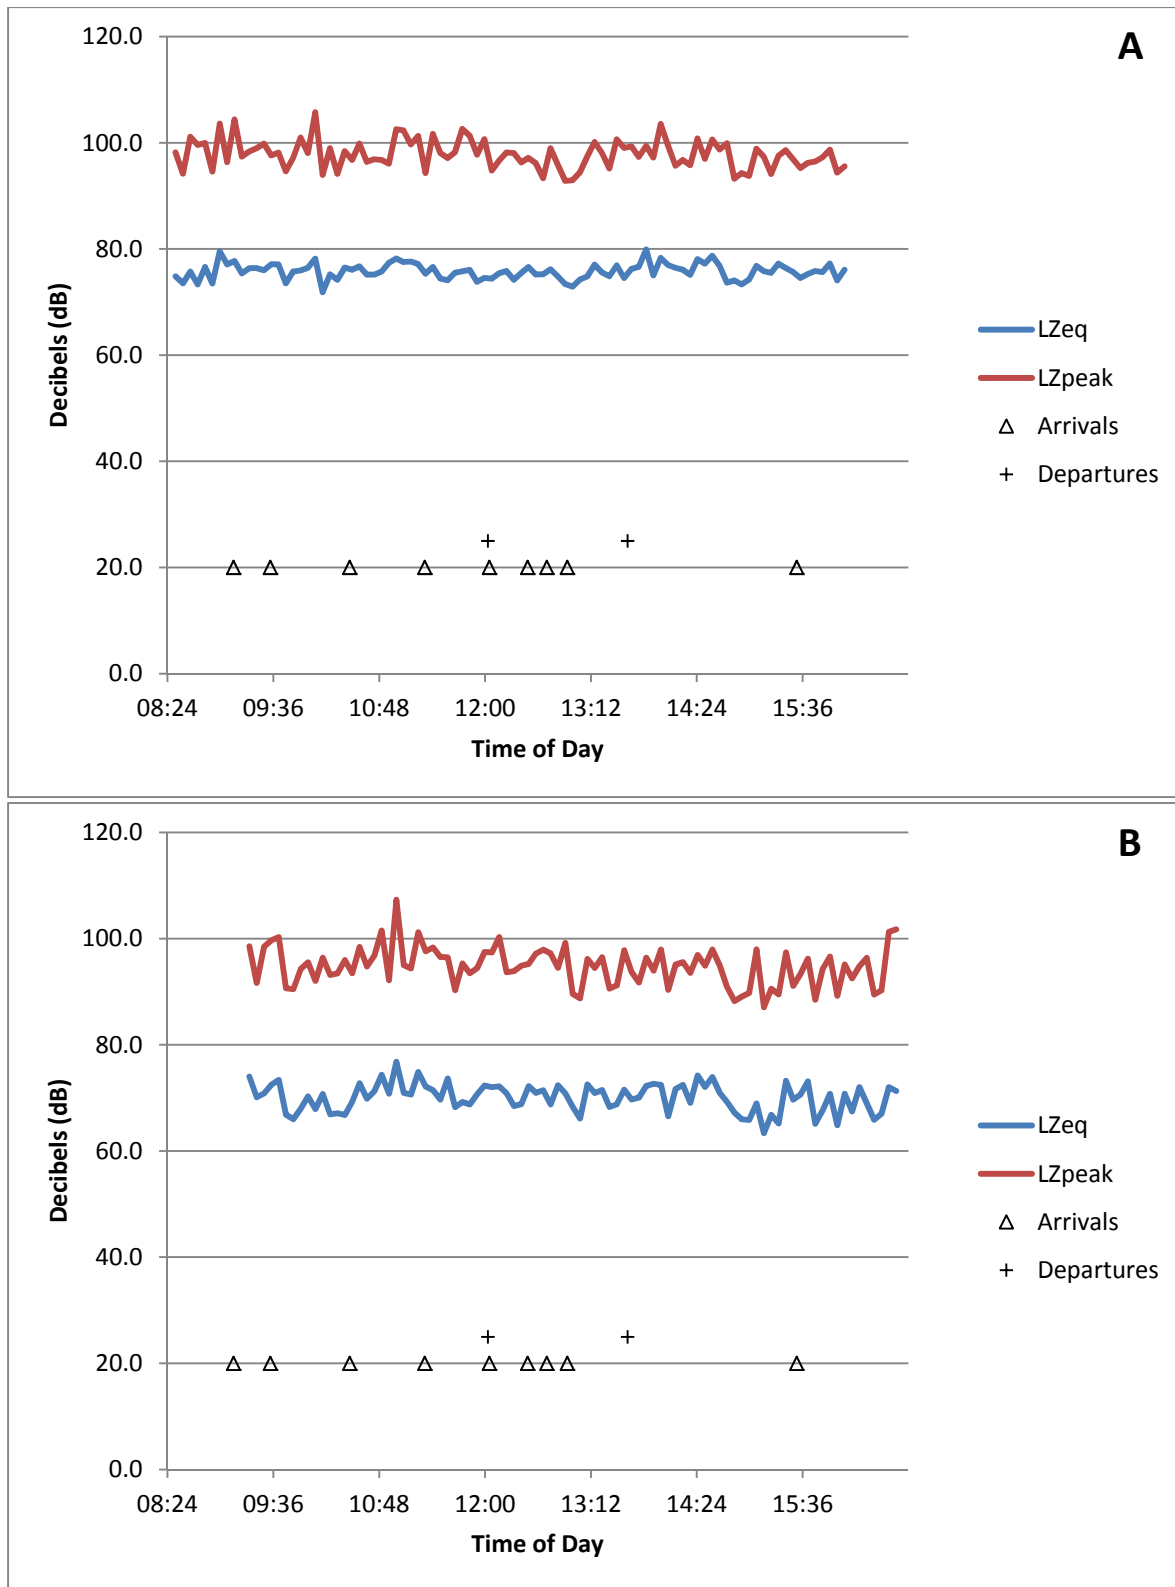 A
120.0
100.0
80.0
60.0
40.0
20.0
0.0
Decibels (dB)
08:24 09:36 10:48 12:00 13:12 14:24 15:36
Time of Day
LZeq
LZpeak
Arrivals
Departures
B
120.0
100.0
80.0
60.0
40.0
20.0
0.0
Decibels (dB)
08:24 09:36 10:48 12:00 13:12 14:24 15:36
Time of Day
LZeq
LZpeak
Arrivals
Departures